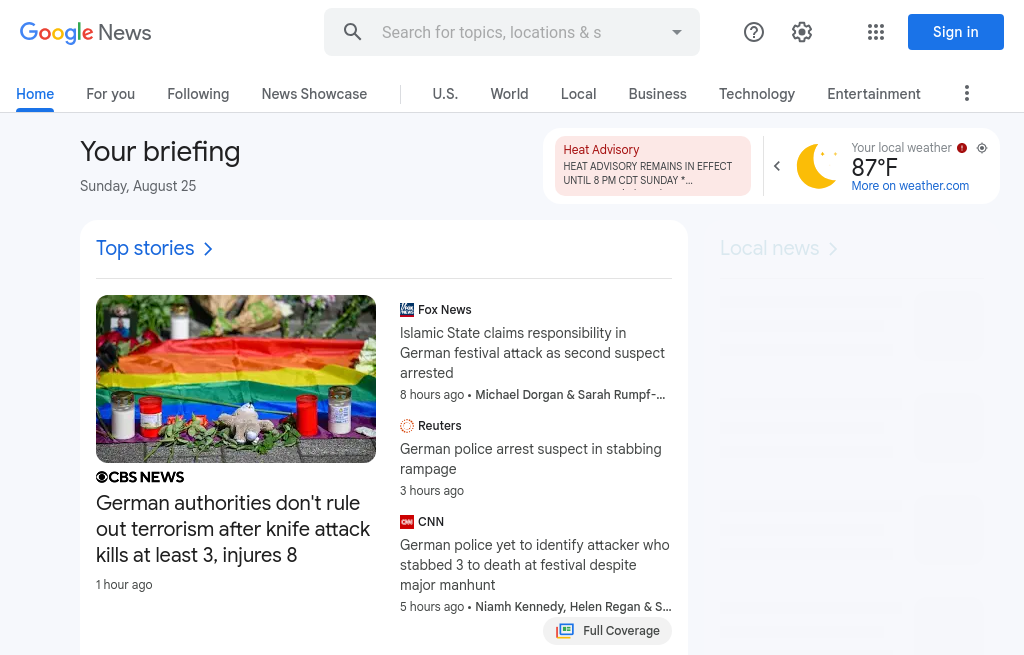 Google News
Search for topics, locations & s
Sign in
Home
For you
Following
News Showcase
U.S.
World
Local
Business
Technology
Entertainment
Your briefing
Sunday, August 25
Heat Advisory
HEAT ADVISORY REMAINS IN EFFECT
UNTIL 8 PM CDT SUNDAY *...
Your local weather
87°F
More on weather.com
Top stories
Local news
CBS NEWS
German authorities don't rule
out terrorism after knife attack
kills at least 3, injures 8
1 hour ago
Fox News
Islamic State claims responsibility in
German festival attack as second suspect
arrested
8 hours ago • Michael Dorgan & Sarah Rumpf-...
Reuters
German police arrest suspect in stabbing
rampage
3 hours ago
CNN
German police yet to identify attacker who
stabbed 3 to death at festival despite
major manhunt
5 hours ago • Niamh Kennedy, Helen Regan & S...
Full Coverage